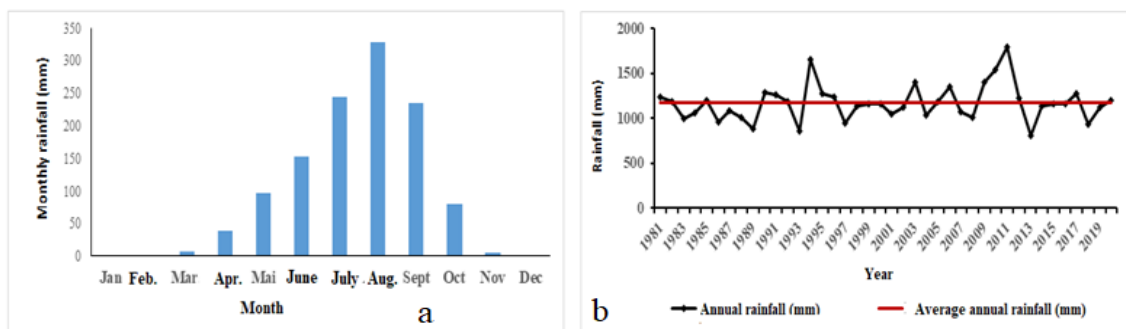 Monthly rainfall (mm)
350
300
250
200
150
100
50
0
Jan Feb. Mar Apr. Mai June July . Aug. Sept Oct Nov Dec
Month
a
Rainfall (mm)
2000
1500
1000
500
0
1981 1983 1985 1987 1989 1991 1993 1995 1997 1999 2001 2003 2005 2007 2009 2011 2013 2015 2017 2019
Year
b
Annual rainfall (mm) Average annual rainfall (mm)